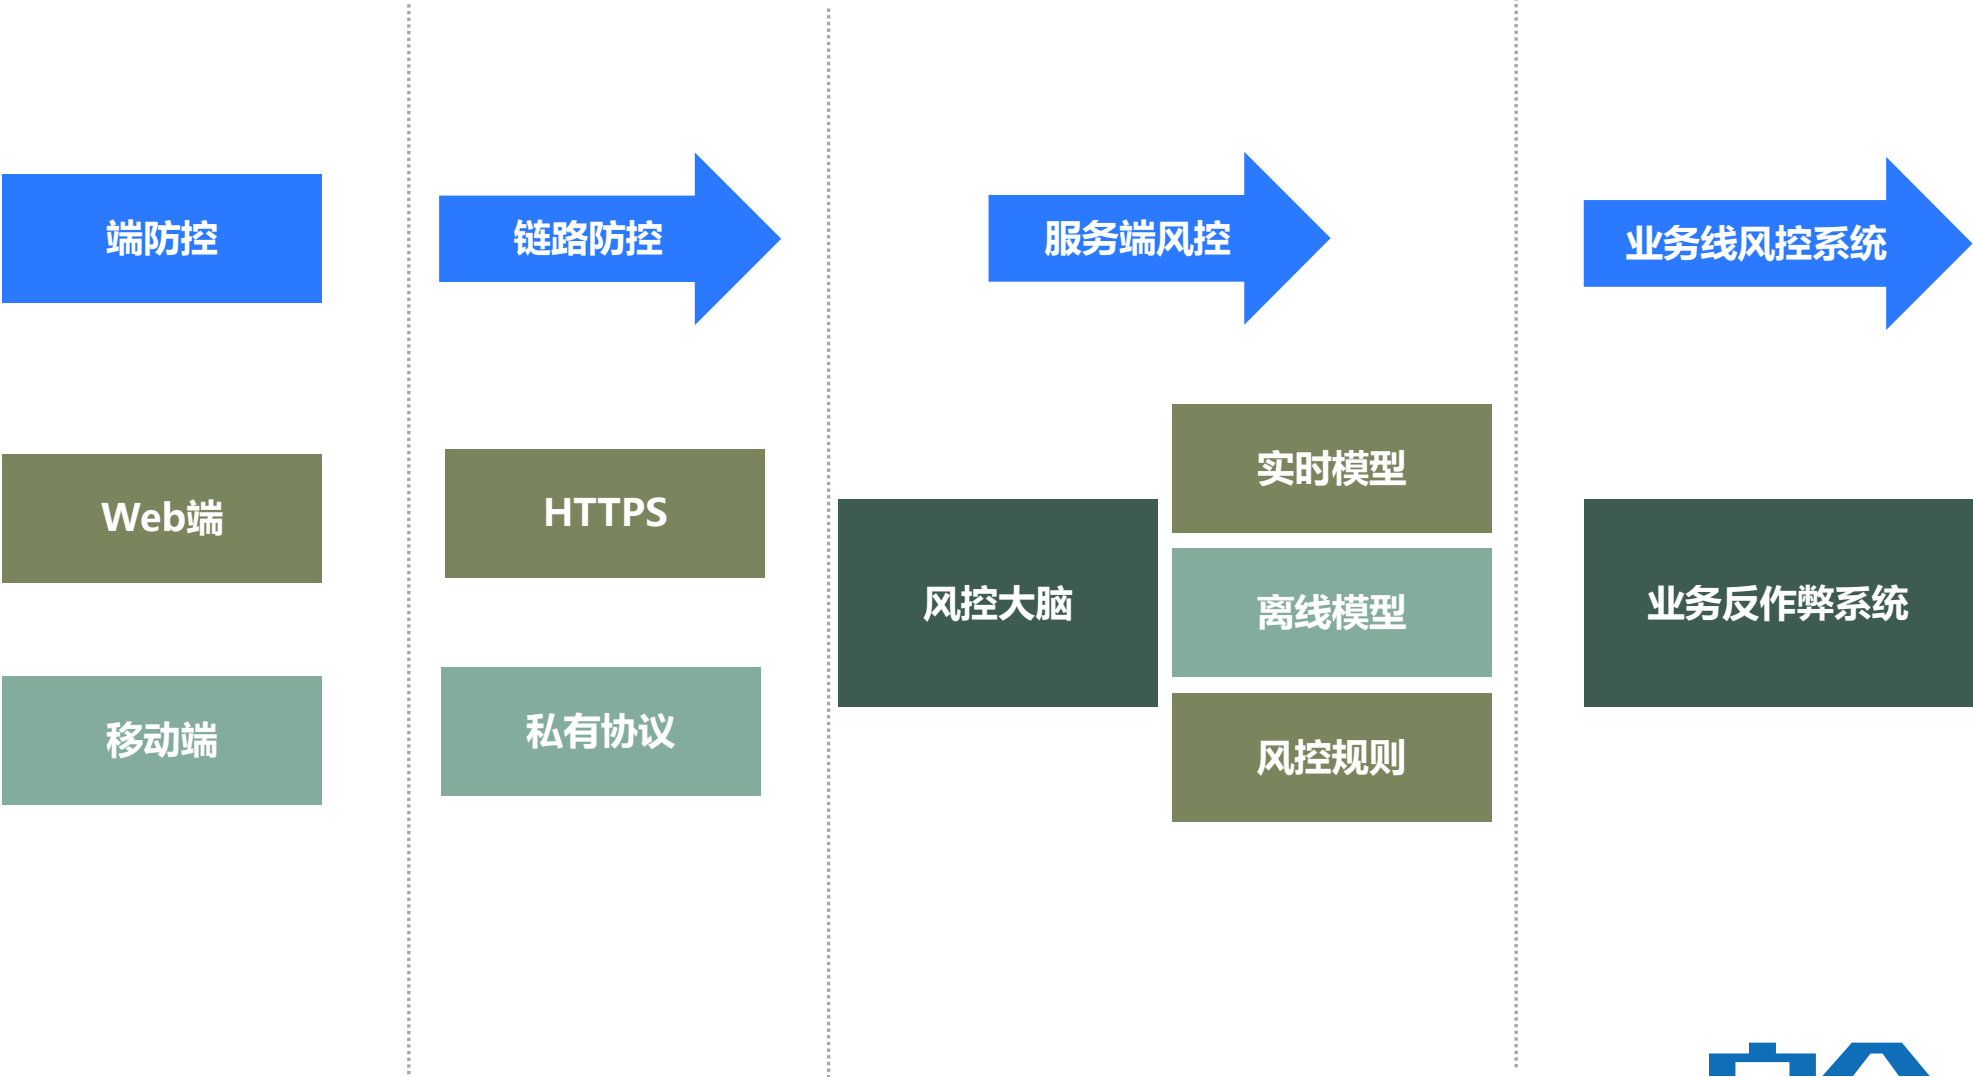 端防控
链路防控
服务端风控
业务线风控系统
Web端
移动端
HTTPS
私有协议
风控大脑
实时模型
离线模型
风控规则
业务反作弊系统